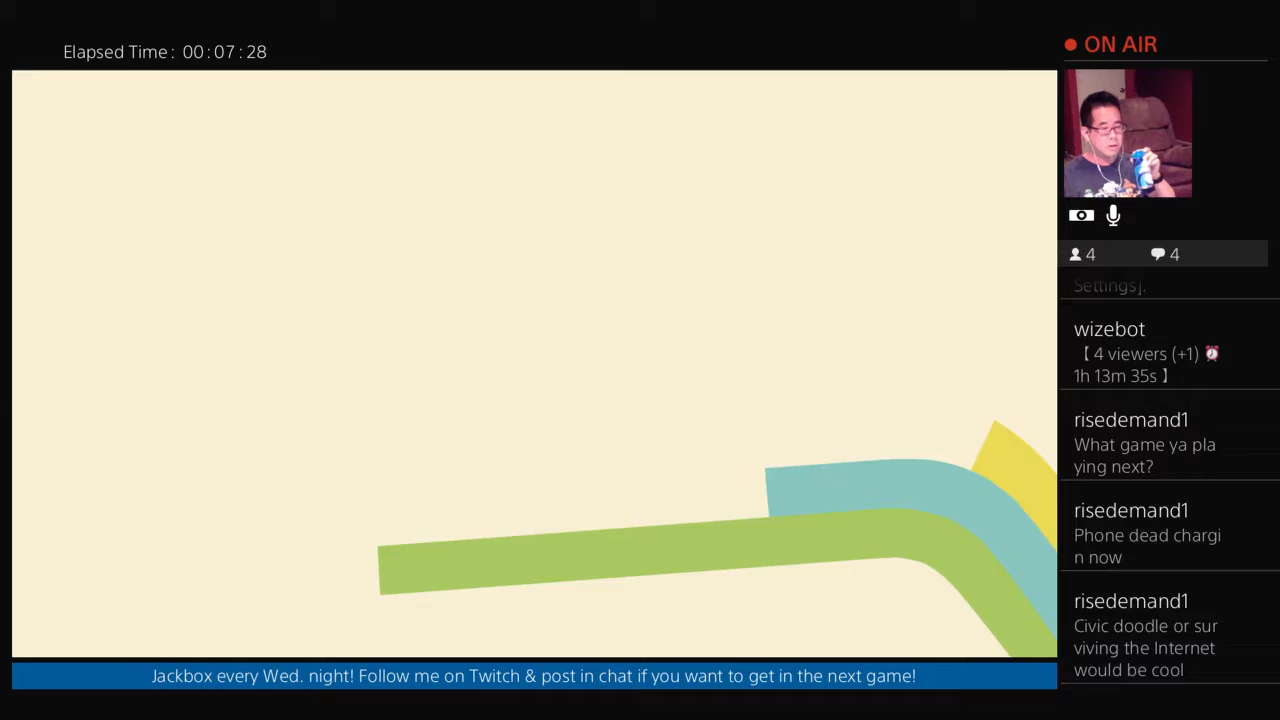 Elapsed Time: 00:07:28
ON AIR
4
4
Settings].
wizebot
【 4 viewers (+1) ⏰
1h 13m 35s 】
risedemand1
What game ya pla
ying next?
risedemand1
Phone dead chargi
n now
risedemand1
Civic doodle or sur
viving the Internet
would be cool
Jackbox every Wed. night! Follow me on Twitch & post in chat if you want to get in the next game!